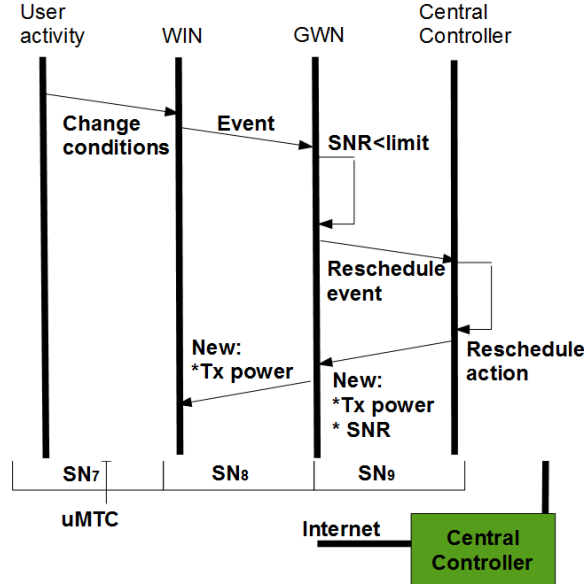 User
activity
WIN
GWN
Central
Controller
Change
conditions
Event
SNR<limit
Reschedule
event
Reschedule
action
New:
*Tx power
New:
*Tx power
* SNR
SN7
SN8
SN9
uMTC
Internet
Central
Controller